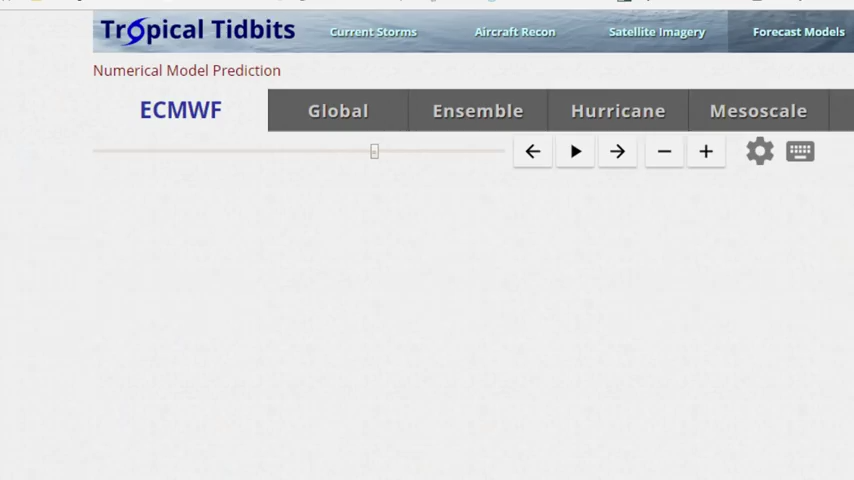 Tropical Tidbits
Current Storms
Aircraft Recon
Satellite Imagery
Forecast Models
Numerical Model Prediction
ECMWF
Global
Ensemble
Hurricane
Mesoscale